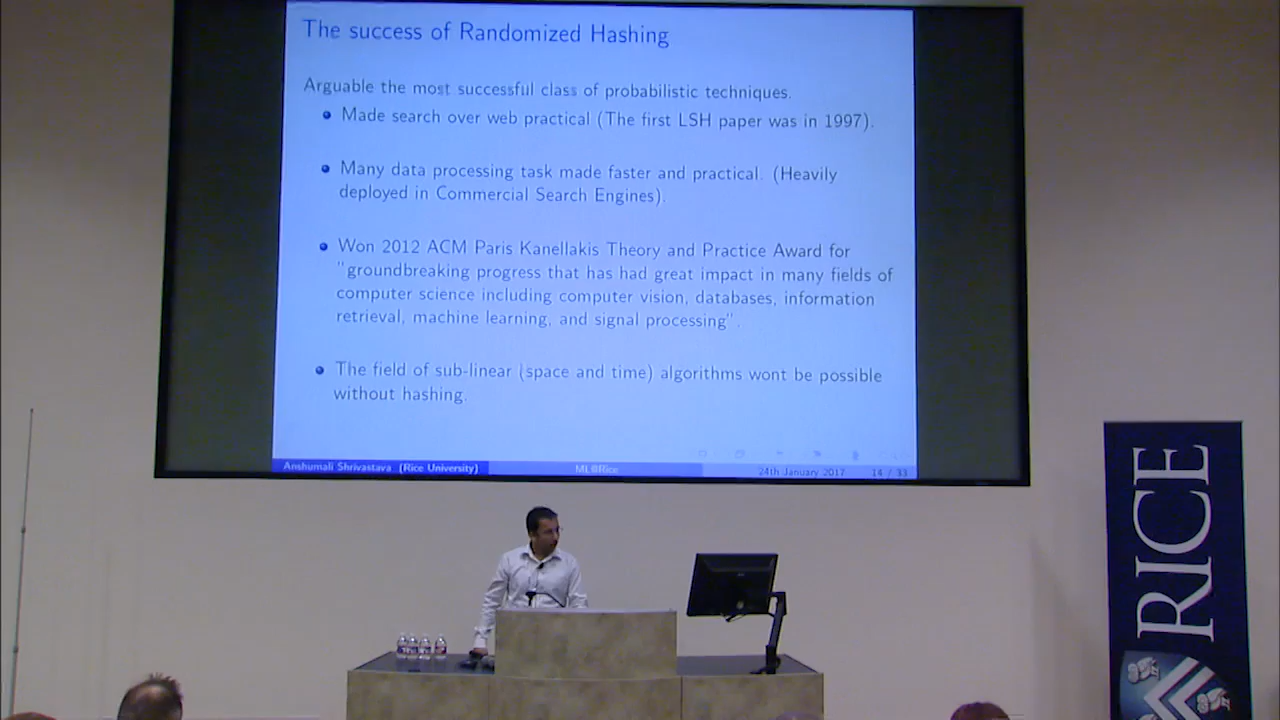 The success of Randomized Hashing
Arguable the most successful class of probabilistic techniques.
Made search over web practical (The first LSH paper was in 1997).
Many data processing task made faster and practical. (Heavily
deployed in Commercial Search Engines).
Won 2012 ACM Paris Kanellakis Theory and Practice Award for
"groundbreaking progress that has had great impact in many fields of
computer science including computer vision, databases, information
retrieval, machine learning, and signal processing".
The field of sub-linear (space and time) algorithms wont be possible
without hashing.
Anshumali Shrivastava (Rice University)
ML@Rice
24th January 2017
14 / 33
RICE